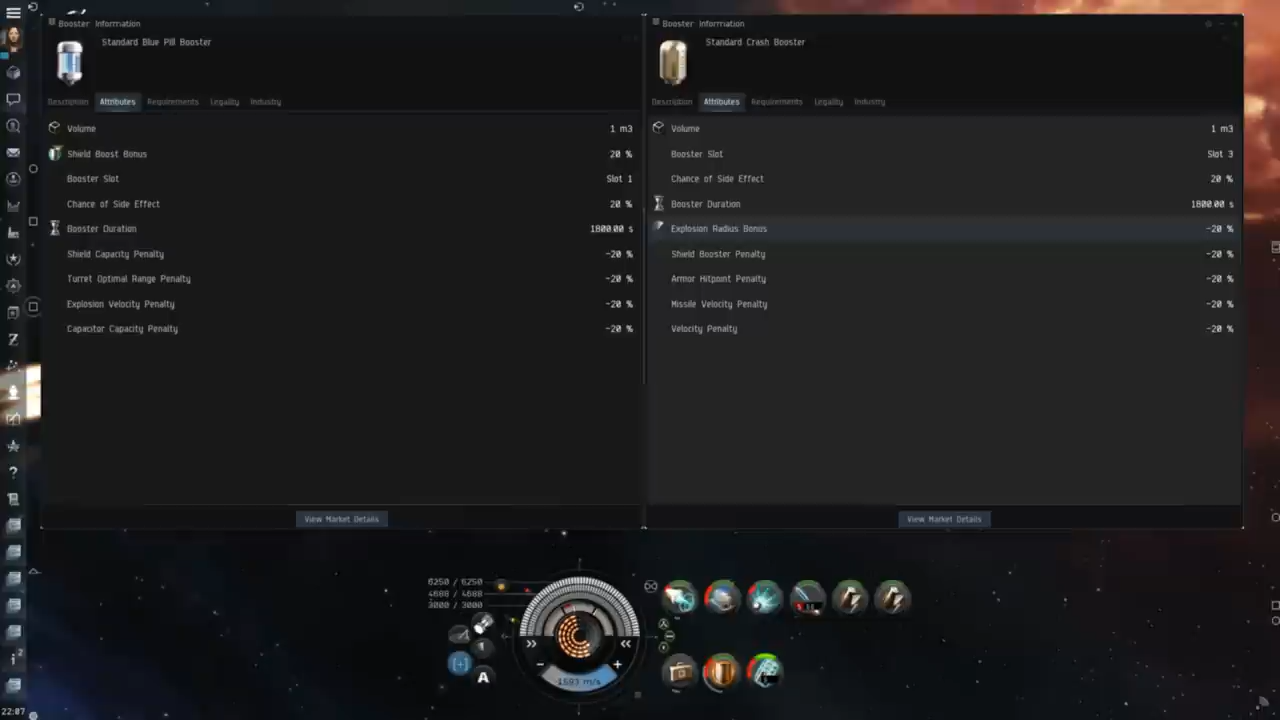 Booster Information
Standard Blue Pill Booster
Description Attributes Requirements Legality Industry
Volume 1 m3
Shield Boost Bonus 20 %
Booster Slot Slot 1
Chance of Side Effect 20 %
Booster Duration 1800.00 s
Shield Capacity Penalty -20 %
Turret Optimal Range Penalty -20 %
Explosion Velocity Penalty -20 %
Capacitor Capacity Penalty -20 %
View Market Details
Booster Information
Standard Crash Booster
Description Attributes Requirements Legality Industry
Volume 1 m3
Booster Slot Slot 3
Chance of Side Effect 20 %
Booster Duration 1800.00 s
Explosion Radius Bonus -20 %
Shield Booster Penalty -20 %
Armor Hitpoint Penalty -20 %
Missile Velocity Penalty -20 %
Velocity Penalty -20 %
View Market Details
6250 / 6250
4688 / 4688
3000 / 3000
1
A
1593 m/s
22:07